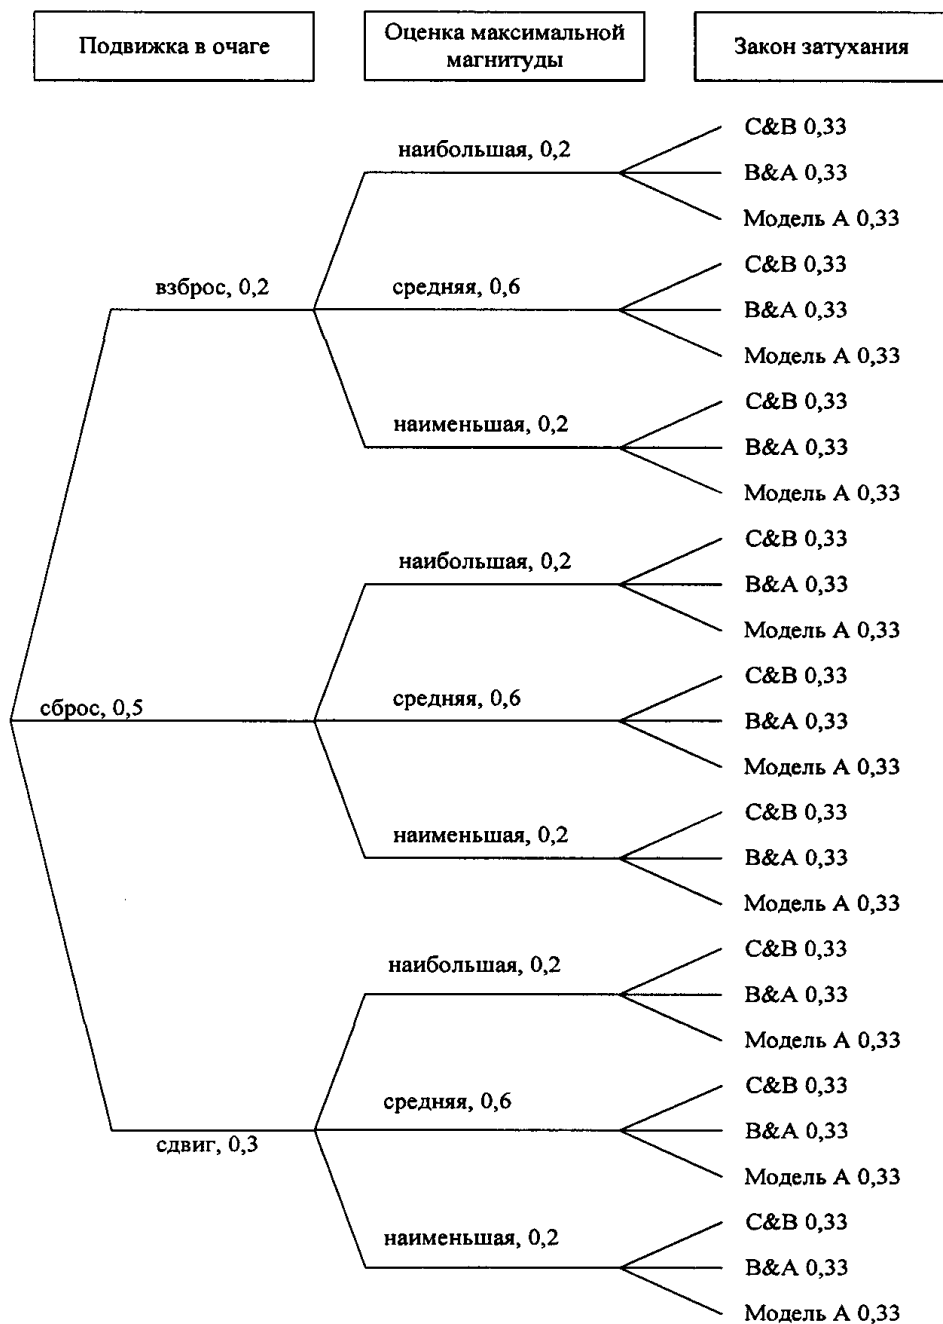 Подвижка в очаге
Оценка максимальной
магнитуды
Закон затухания
C&B 0,33
наибольшая, 0,2
B&A 0,33
Модель А 0,33
C&B 0,33
взброс, 0,2
средняя, 0,6
B&A 0,33
Модель А 0,33
C&B 0,33
наименьшая, 0,2
B&A 0,33
Модель А 0,33
C&B 0,33
наибольшая, 0,2
B&A 0,33
Модель А 0,33
C&B 0,33
сброс, 0,5
средняя, 0,6
B&A 0,33
Модель А 0,33
C&B 0,33
наименьшая, 0,2
B&A 0,33
Модель А 0,33
C&B 0,33
наибольшая, 0,2
B&A 0,33
Модель А 0,33
C&B 0,33
средняя, 0,6
B&A 0,33
сдвиг, 0,3
Модель А 0,33
C&B 0,33
наименьшая, 0,2
B&A 0,33
Модель А 0,33